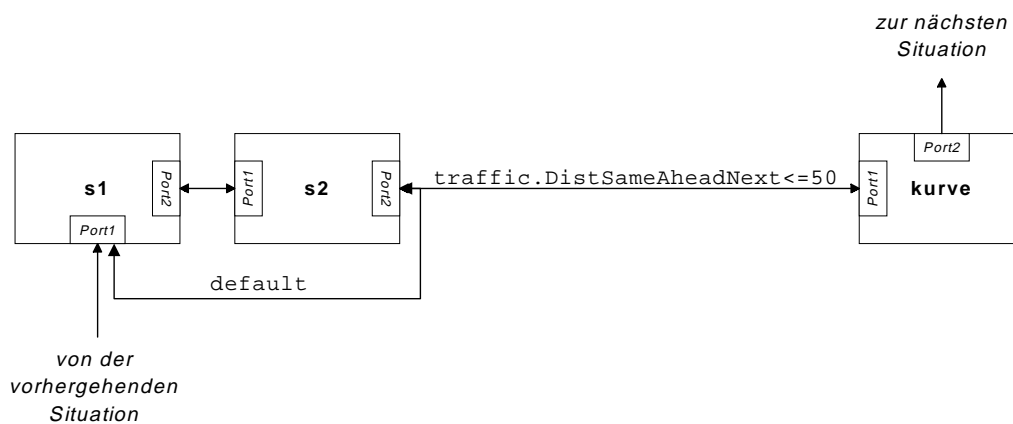 zur nächsten
Situation
Port2
s1
Port2
Port1
s2
Port2
traffic.DistSameAheadNext<=50
Port1
kurve
Port1
default
von der
vorhergehenden
Situation